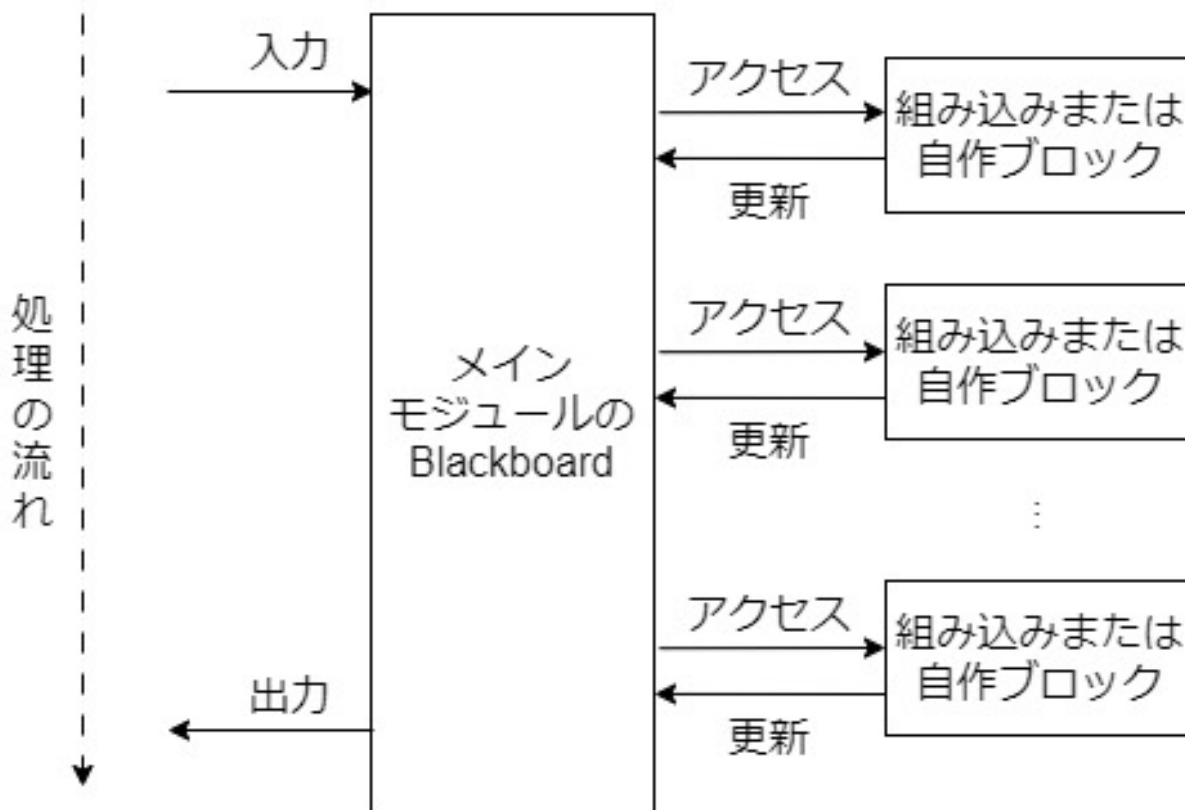 入力
アクセス
組み込みまたは
自作ブロック
更新
処理の流れ
メイン
モジュールの
Blackboard
アクセス
組み込みまたは
自作ブロック
更新
⋮
アクセス
組み込みまたは
自作ブロック
出力
更新